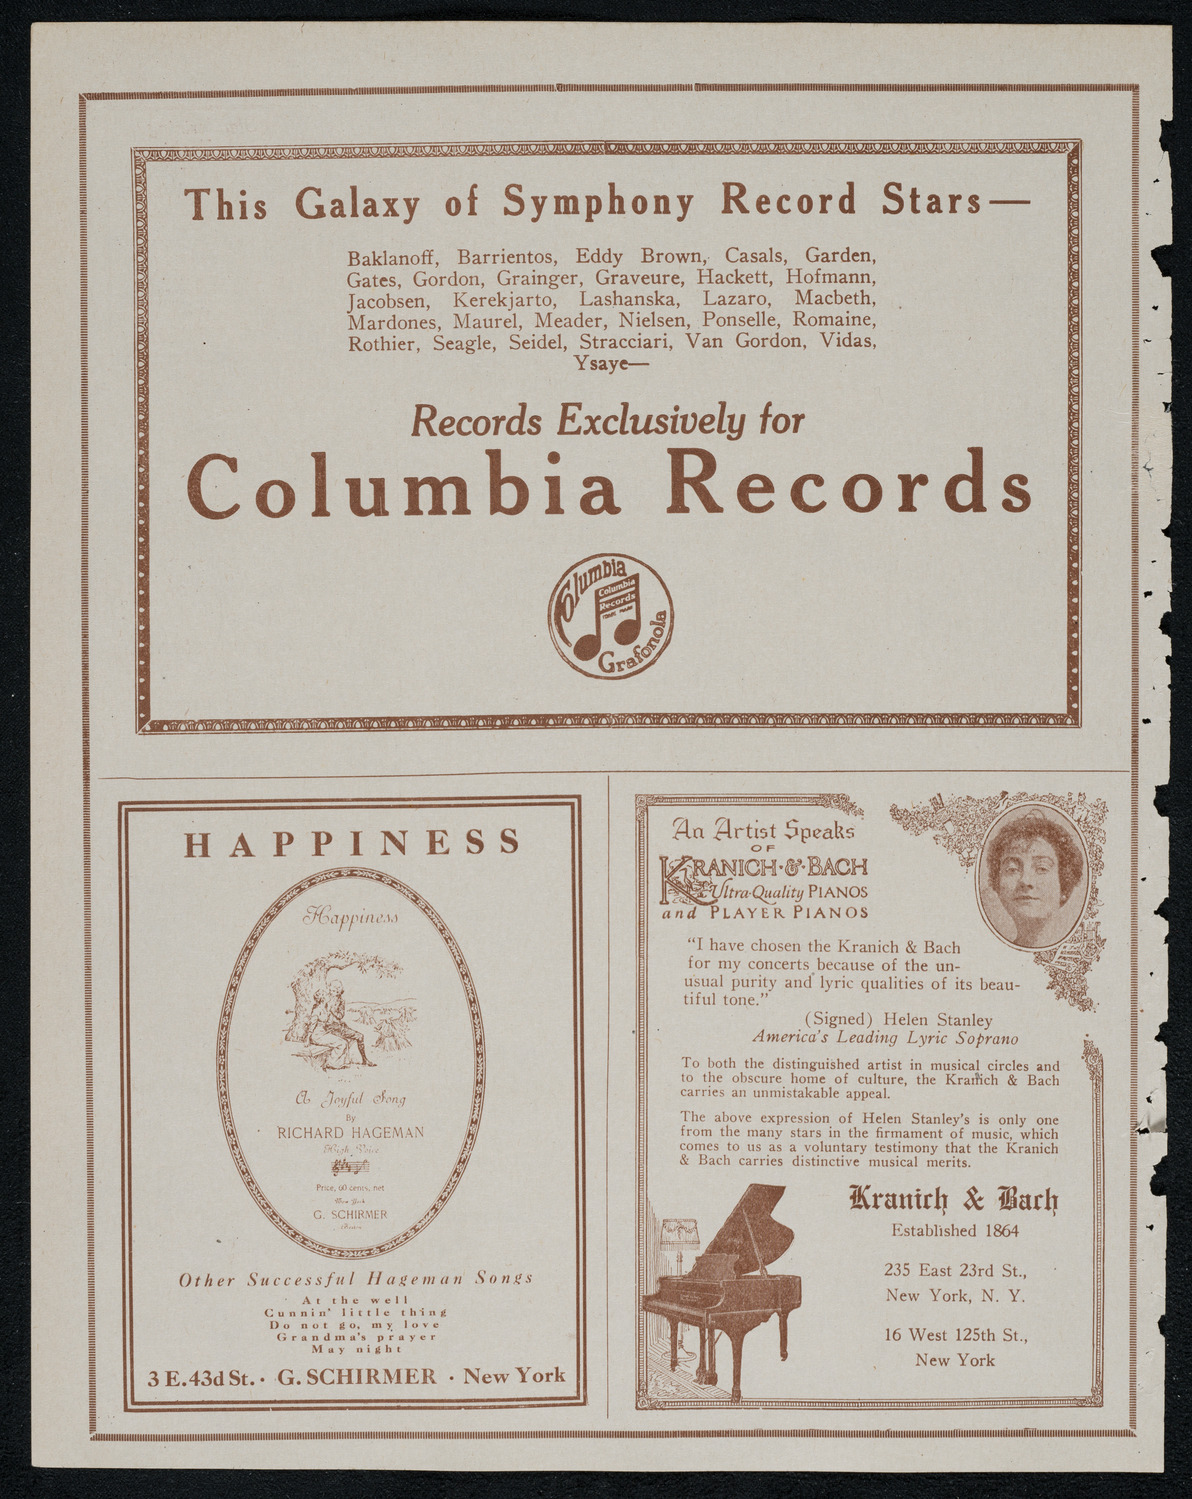 This Galaxy of Symphony Record Stars—
Baklanoff, Barrientos, Eddy Brown, Casals, Garden,
Gates, Gordon, Grainger, Graveure, Hackett, Hofmann,
Jacobsen, Kerekjarto, Lashanska, Lazaro, Macbeth,
Mardones, Maurel, Meader, Nielsen, Ponselle, Romaine,
Rothier, Seagle, Seidel, Stracciari, Van Gordon, Vidas,
Ysaye—
Records Exclusively for
Columbia Records
Columbia
Columbia
Records
Grafonola
HAPPINESS
Happiness
A Joyful Song
By
RICHARD HAGEMAN
High Voice
Price, 60 cents, net
New York
G. SCHIRMER
Other Successful Hageman Songs
At the well
Cunnin' little thing
Do not go, my love
Grandma's prayer
May night
3 E. 43d St. · G. SCHIRMER · New York
An Artist Speaks
OF
KRANICH & BACH
Ultra-Quality PIANOS
and PLAYER PIANOS
"I have chosen the Kranich & Bach
for my concerts because of the un-
usual purity and lyric qualities of its beau-
tiful tone."
(Signed) Helen Stanley
America's Leading Lyric Soprano
To both the distinguished artist in musical circles and
to the obscure home of culture, the Kranich & Bach
carries an unmistakable appeal.
The above expression of Helen Stanley's is only one
from the many stars in the firmament of music, which
comes to us as a voluntary testimony that the Kranich
& Bach carries distinctive musical merits.
Kranich & Bach
Established 1864
235 East 23rd St.,
New York, N. Y.
16 West 125th St.,
New York